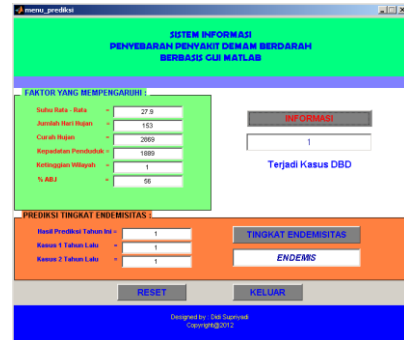 menu_prediksi
SISTEM INFORMASI
PENYEBARAN PENYAKIT DEMAM BERDARAH
BERBASIS GUI MATLAB
FAKTOR YANG MEMPENGARUHI :
Suhu Rata - Rata = 27.9
Jumlah Hari Hujan = 153
Curah Hujan = 2869
Kepadatan Penduduk = 1889
Ketinggian Wilayah = 1
% ABJ = 56
INFORMASI
1
Terjadi Kasus DBD
PREDIKSI TINGKAT ENDEMISITAS :
Hasil Prediksi Tahun Ini = 1
Kasus 1 Tahun Lalu = 1
Kasus 2 Tahun Lalu = 1
TINGKAT ENDEMISITAS
ENDEMIS
RESET
KELUAR
Designed by : Didi Supriyadi
Copyright@2012